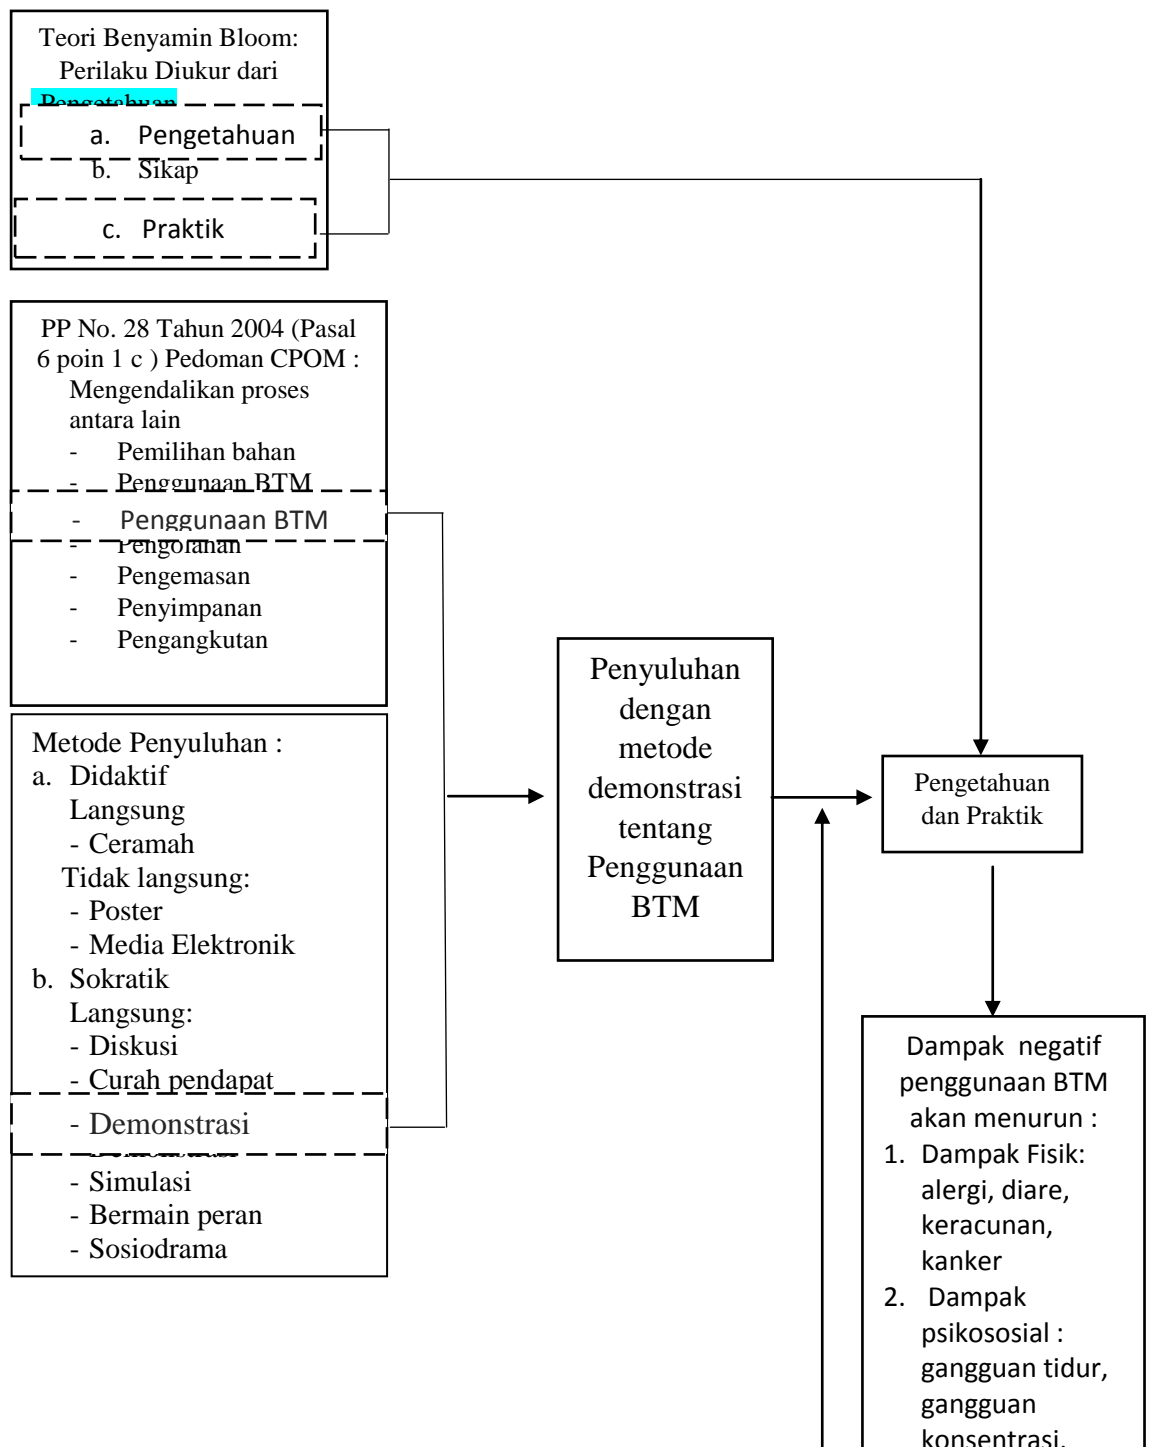 Teori Benyamin Bloom:
Perilaku Diukur dari
Pengetahuan
a. Pengetahuan
b. Sikap
c. Praktik
PP No. 28 Tahun 2004 (Pasal
6 poin 1 c ) Pedoman CPOM :
Mengendalikan proses
antara lain
- Pemilihan bahan
- Penggunaan BTM
- Penggunaan BTM
- Pengolahan
- Pengemasan
- Penyimpanan
- Pengangkutan
Metode Penyuluhan :
a. Didaktif
Langsung
- Ceramah
Tidak langsung:
- Poster
- Media Elektronik
b. Sokratik
Langsung:
- Diskusi
- Curah pendapat
- Demonstrasi
- Demonstrasi
- Simulasi
- Bermain peran
- Sosiodrama
Penyuluhan
dengan
metode
demonstrasi
tentang
Penggunaan
BTM
Pengetahuan
dan Praktik
Dampak negatif
penggunaan BTM
akan menurun :
1. Dampak Fisik:
alergi, diare,
keracunan,
kanker
2. Dampak
psikososial :
gangguan tidur,
gangguan
konsentrasi,